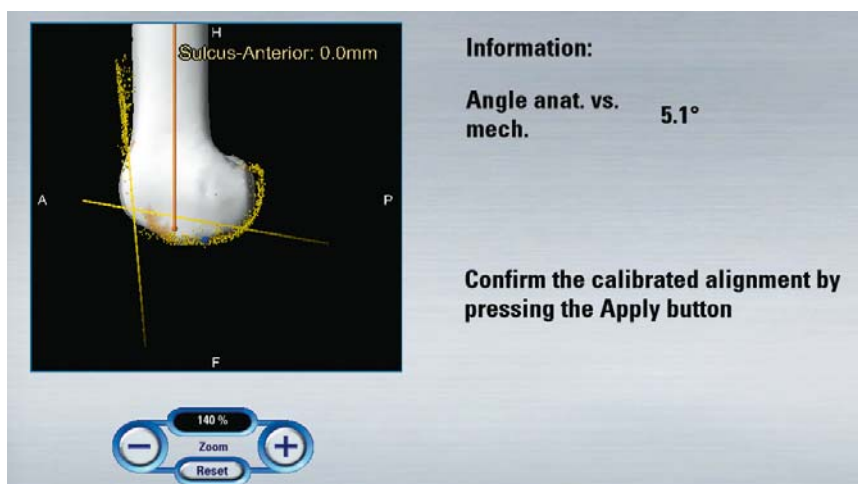 H
Sulcus-Anterior: 0.0mm
A
P
F
Information:
Angle anat. vs.
mech.
5.1°
Confirm the calibrated alignment by
pressing the Apply button
140 %
Zoom
Reset